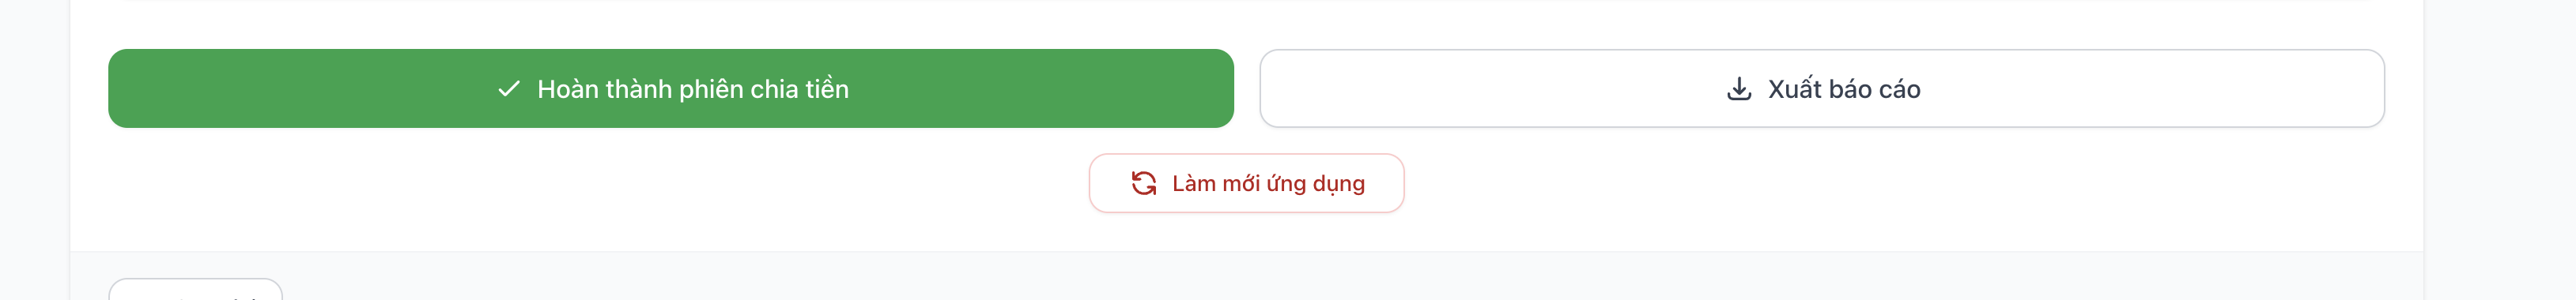 Hoàn thành phiên chia tiền
Xuất báo cáo
Làm mới ứng dụng